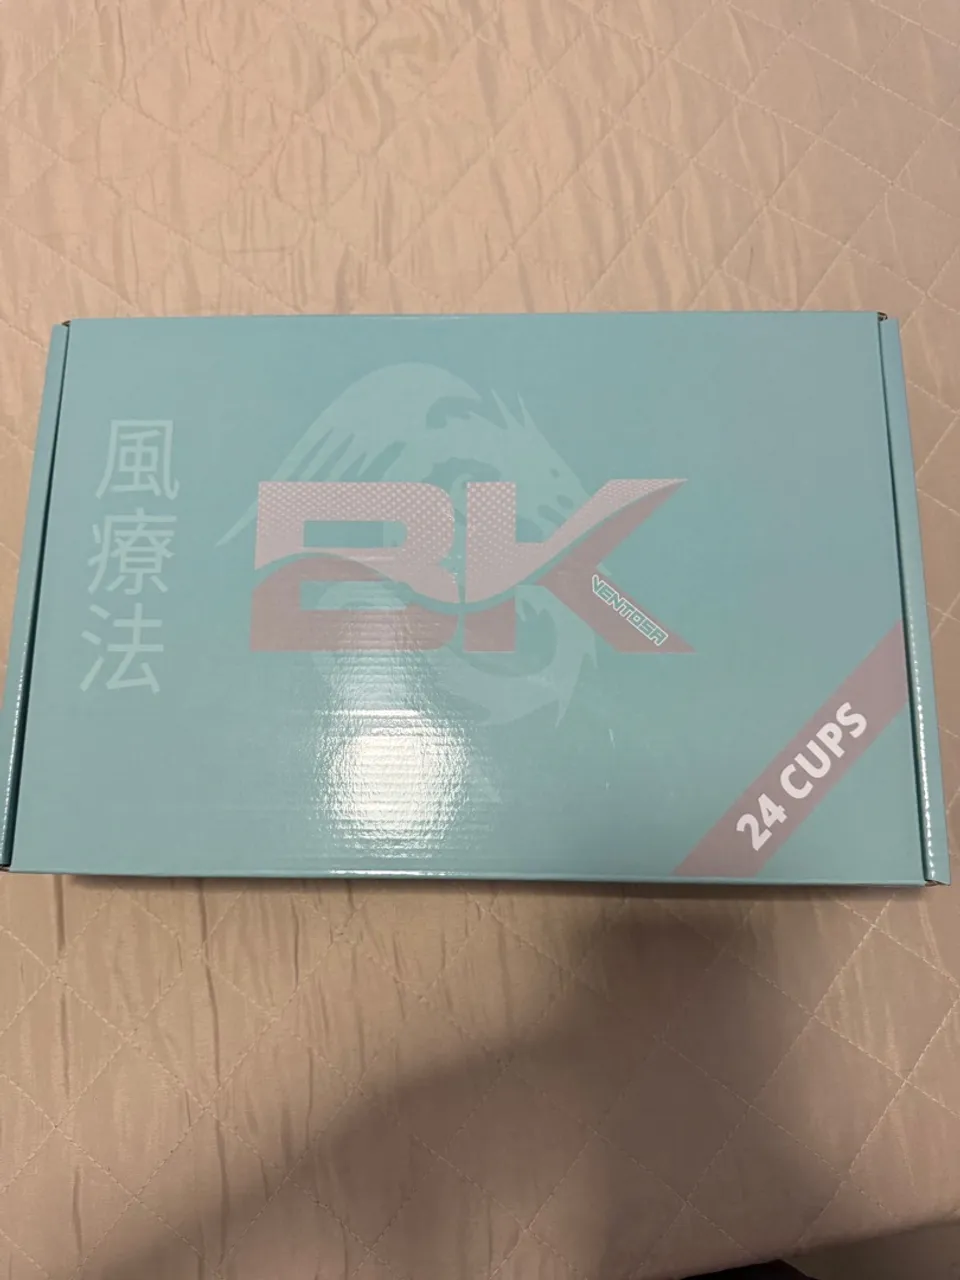 風療法
BK
VENTOSA
24 CUPS